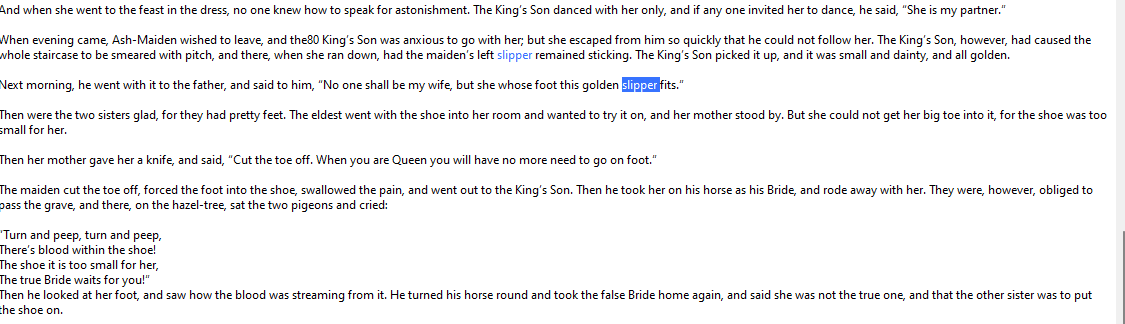 And when she went to the feast in the dress, no one knew how to speak for astonishment. The King's Son danced with her only, and if any one invited her to dance, he said, “She is my partner.”
When evening came, Ash-Maiden wished to leave, and the80 King's Son was anxious to go with her; but she escaped from him so quickly that he could not follow her. The King's Son, however, had caused the
whole staircase to be smeared with pitch, and there, when she ran down, had the maiden's left slipper remained sticking. The King's Son picked it up, and it was small and dainty, and all golden.
Next morning, he went with it to the father, and said to him, “No one shall be my wife, but she whose foot this golden slipper fits.”
Then were the two sisters glad, for they had pretty feet. The eldest went with the shoe into her room and wanted to try it on, and her mother stood by. But she could not get her big toe into it, for the shoe was too
small for her.
Then her mother gave her a knife, and said, “Cut the toe off. When you are Queen you will have no more need to go on foot.”
The maiden cut the toe off, forced the foot into the shoe, swallowed the pain, and went out to the King's Son. Then he took her on his horse as his Bride, and rode away with her. They were, however, obliged to
pass the grave, and there, on the hazel-tree, sat the two pigeons and cried:
“Turn and peep, turn and peep,
There's blood within the shoe!
The shoe it is too small for her,
The true Bride waits for you!”
Then he looked at her foot, and saw how the blood was streaming from it. He turned his horse round and took the false Bride home again, and said she was not the true one, and that the other sister was to put
the shoe on.